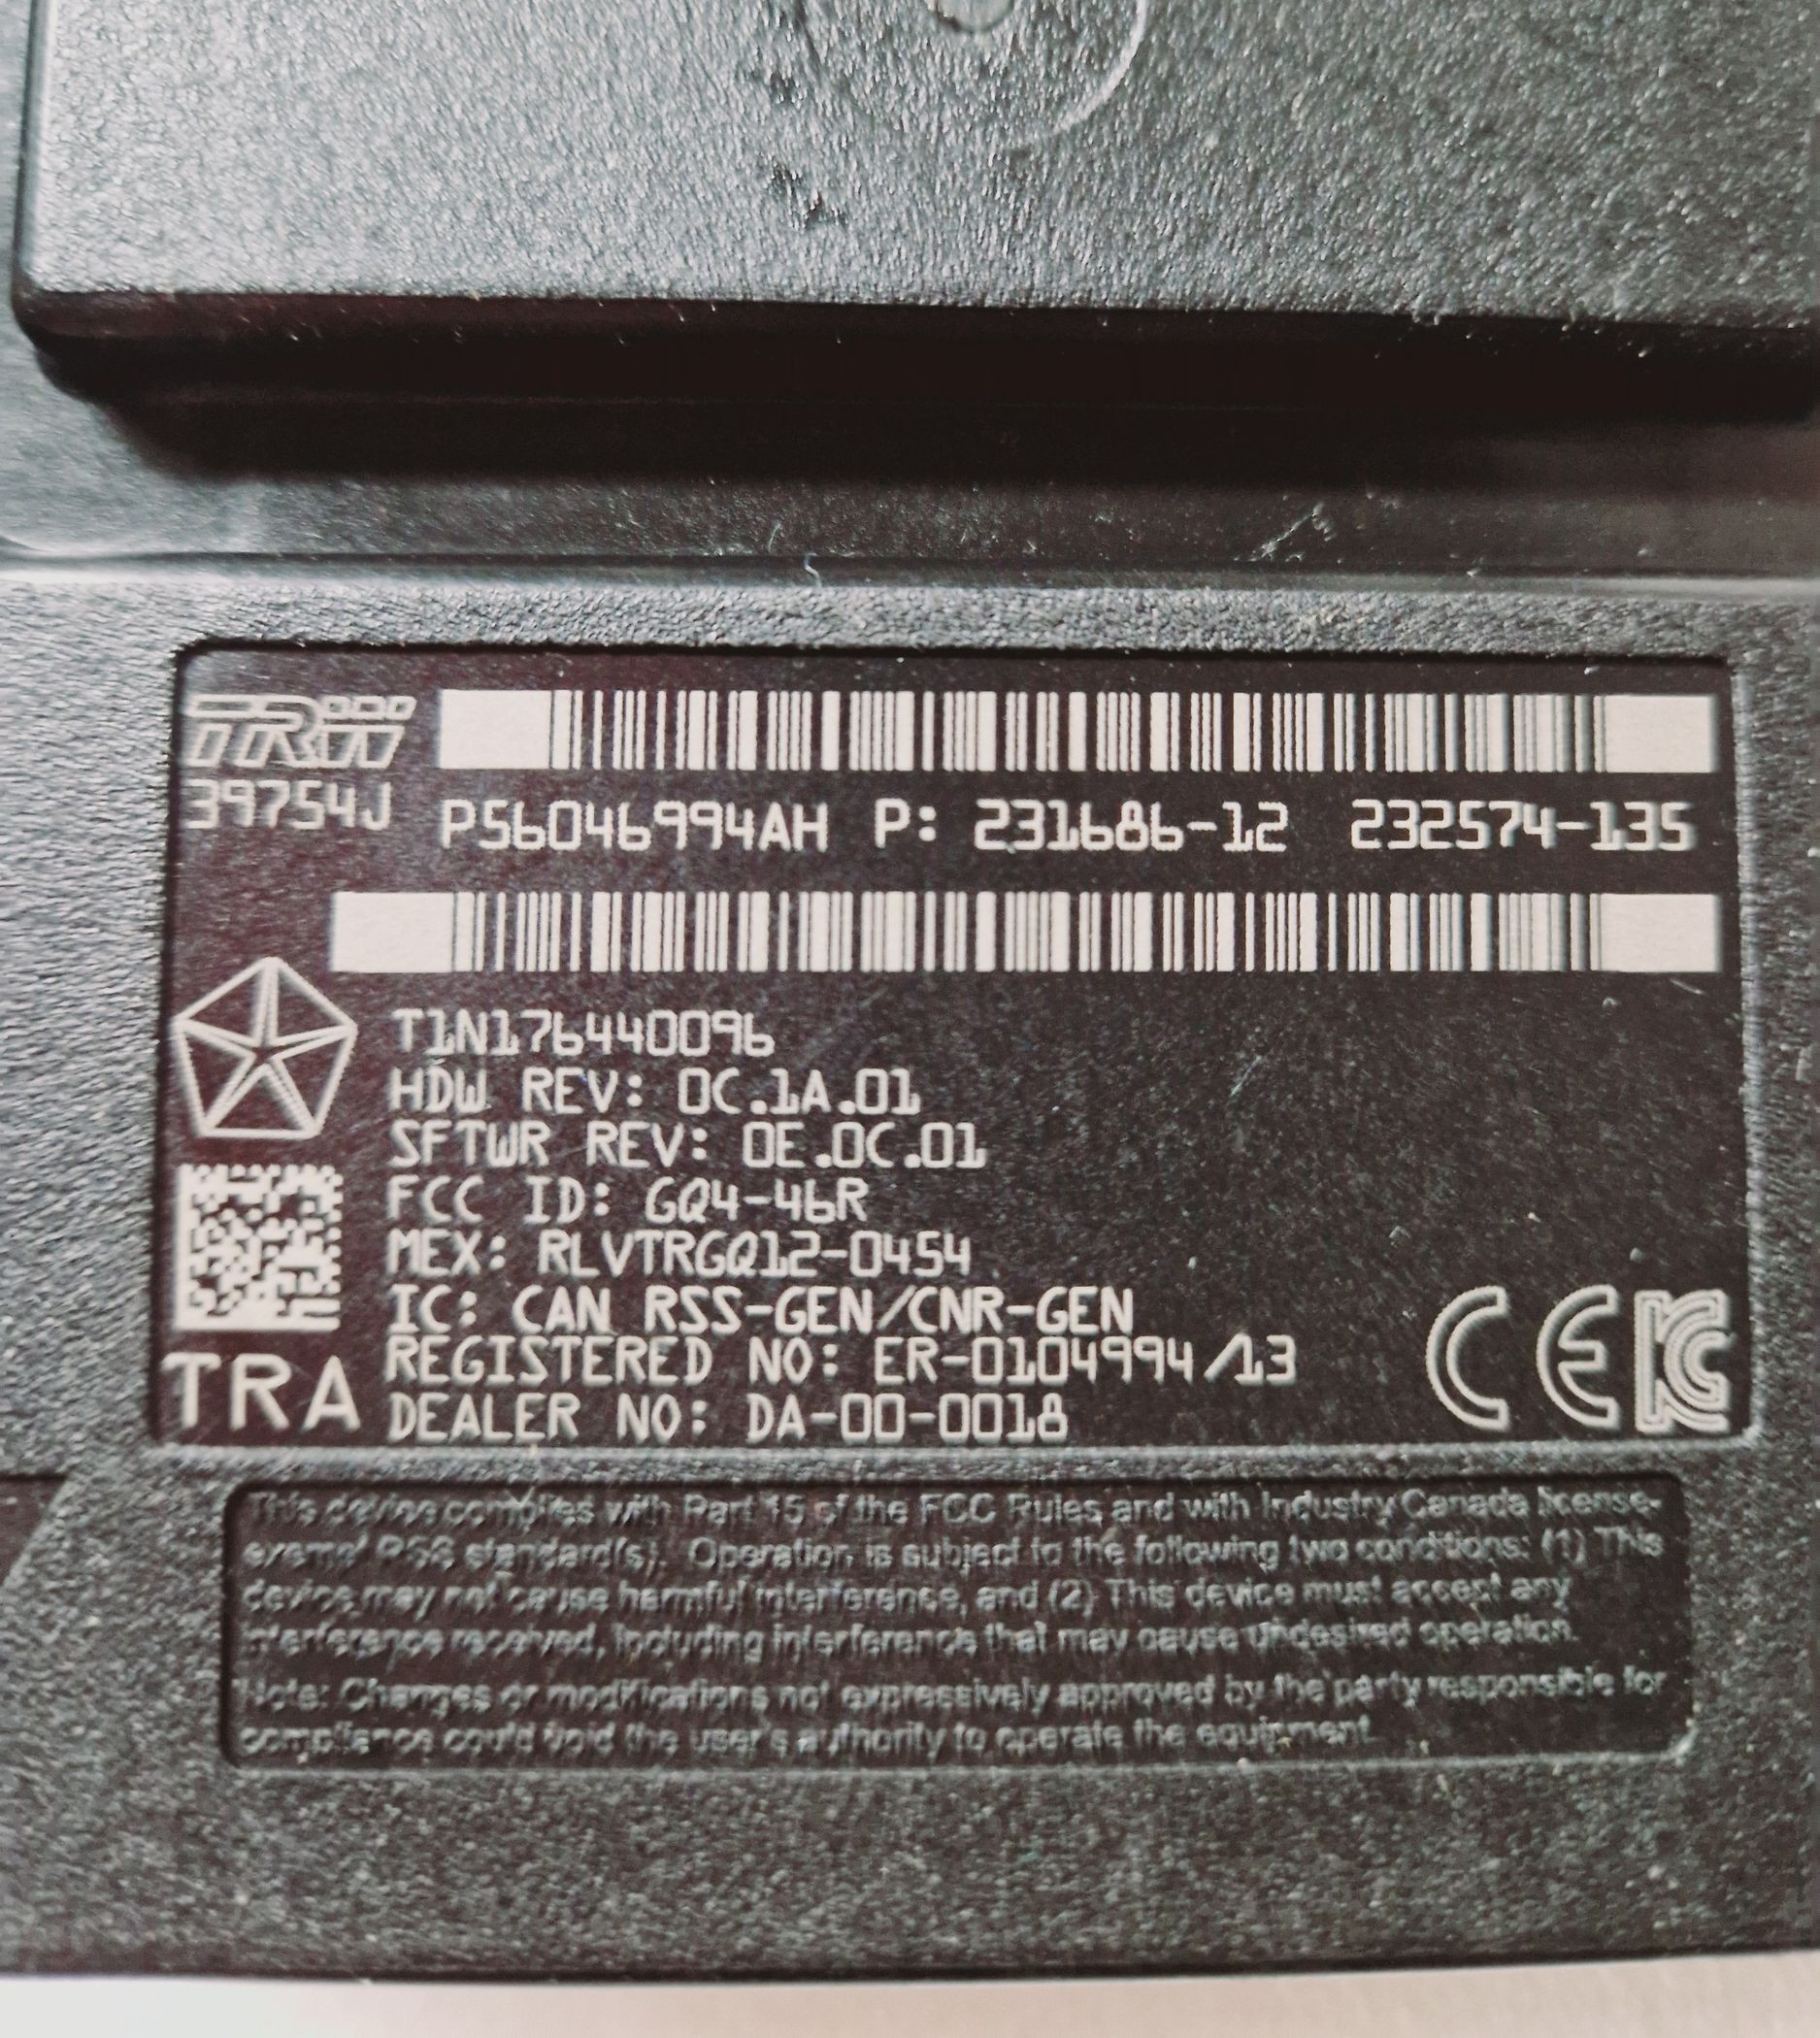 TRW
39754J
P56046994AH P: 231686-12 232574-135
T1N176440096
HDW REV: 0C.1A.01
SFTWR REV: 0E.0C.01
FCC ID: GQ4-46R
MEX: RLVTRGQ12-0454
IC: CAN RSS-GEN/CNR-GEN
REGISTERED NO: ER-0104994/13
DEALER NO: DA-00-0018
TRA
CE
This device complies with Part 15 of the FCC Rules and with Industry Canada license-
exempt RSS standard(s). Operation is subject to the following two conditions: (1) This
device may not cause harmful interference, and (2) This device must accept any
interference received, including interference that may cause undesired operation.
Note: Changes or modifications not expressively approved by the party responsible for
compliance could void the user's authority to operate the equipment.